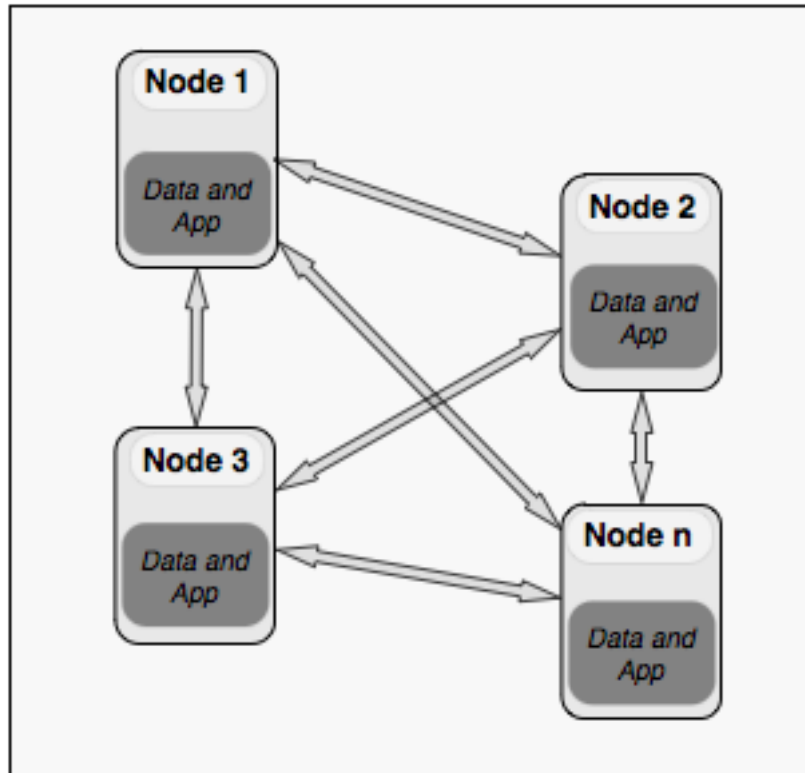 Node 1
Data and
App
Node 2
Data and
App
Node 3
Data and
App
Node n
Data and
App